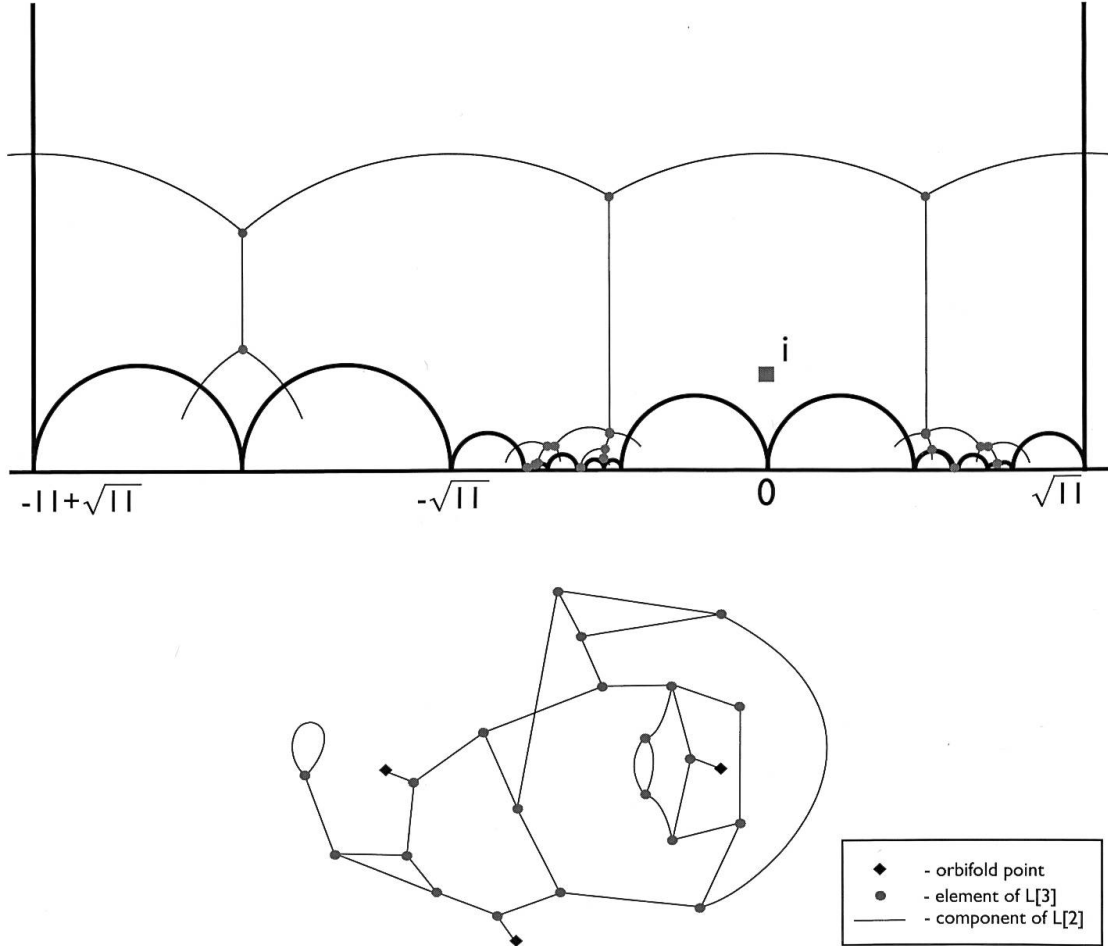 i
-11+√11
-√11
0
√11
- orbifold point
- element of L[3]
- component of L[2]